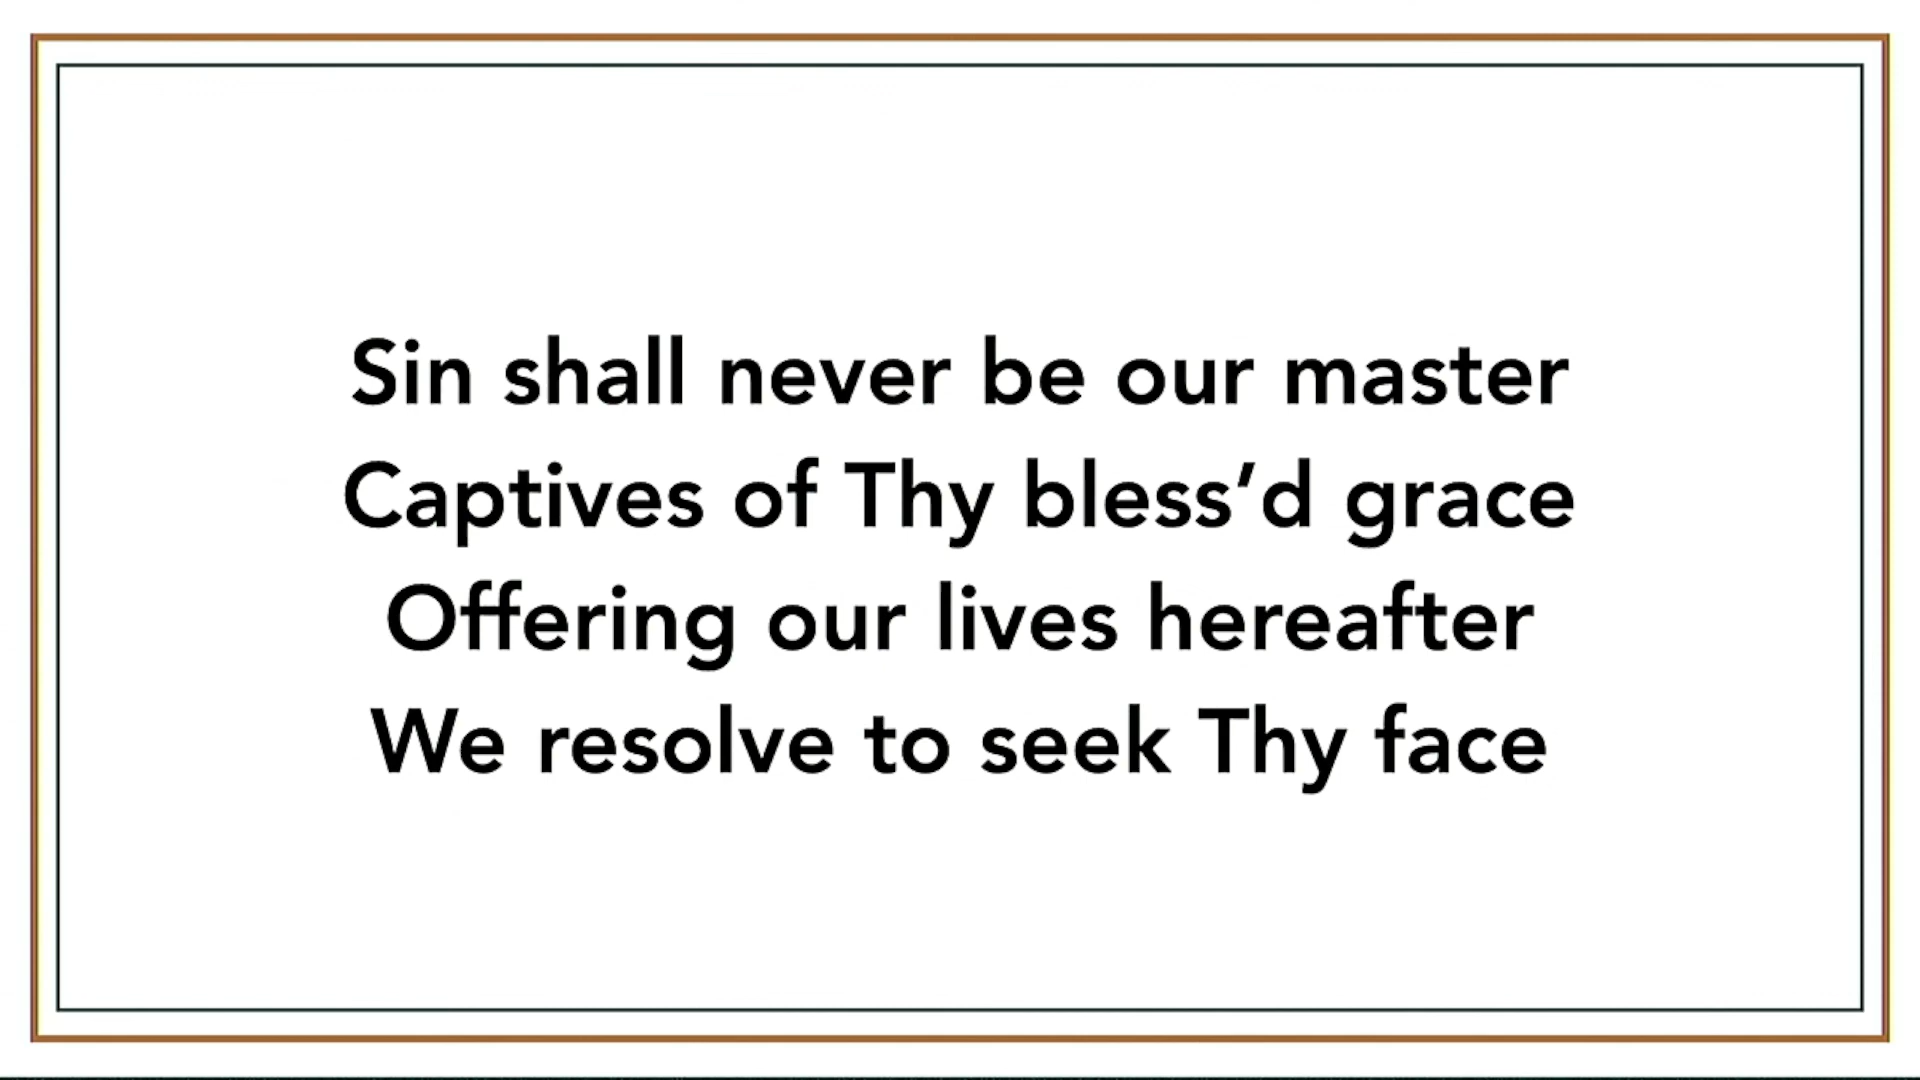 Sin shall never be our master
Captives of Thy bless’d grace
Offering our lives hereafter
We resolve to seek Thy face